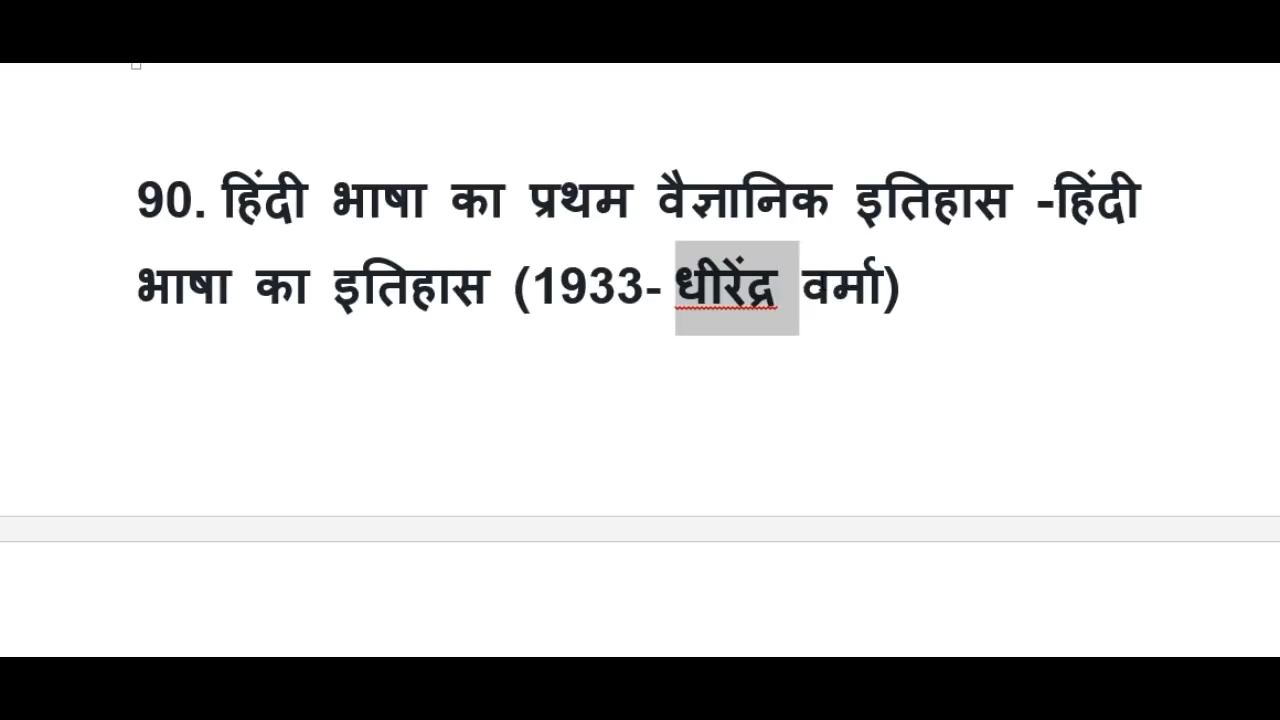 90. हिंदी भाषा का प्रथम वैज्ञानिक इतिहास -हिंदी
भाषा का इतिहास (1933- धीरेंद्र वर्मा)